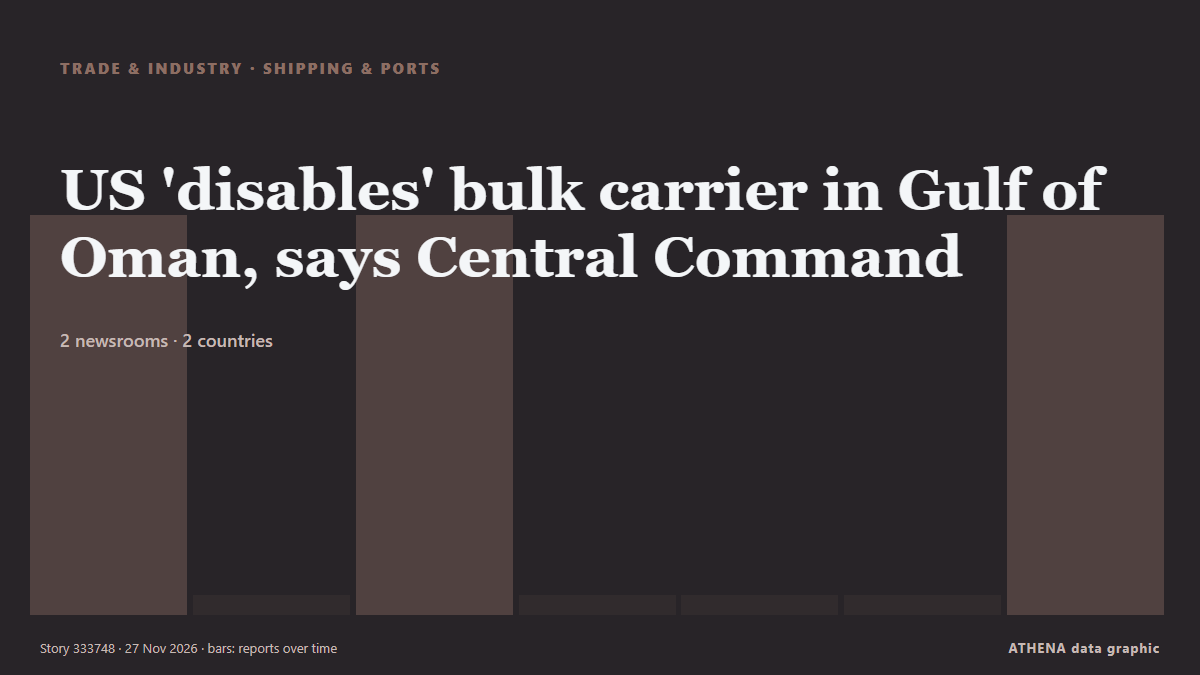 TRADE & INDUSTRY · SHIPPING & PORTS
US 'disables' bulk carrier in Gulf of
Oman, says Central Command
2 newsrooms · 2 countries
Story 333748 · 27 Nov 2026 · bars: reports over time
ATHENA data graphic